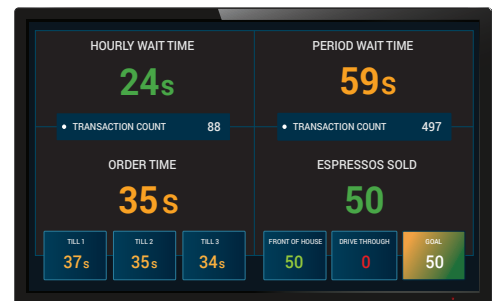 HOURLY WAIT TIME
24s
• TRANSACTION COUNT 88
PERIOD WAIT TIME
59s
• TRANSACTION COUNT 497
ORDER TIME
35s
TILL 1
37s
TILL 2
35s
TILL 3
34s
ESPRESSOS SOLD
50
FRONT OF HOUSE
50
DRIVE THROUGH
0
GOAL
50